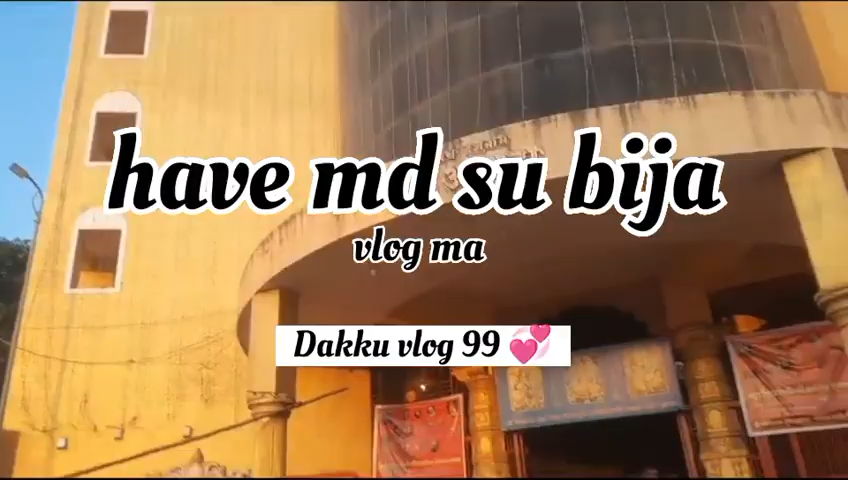 have md su bija
vlog ma
Dakku vlog 99 💞